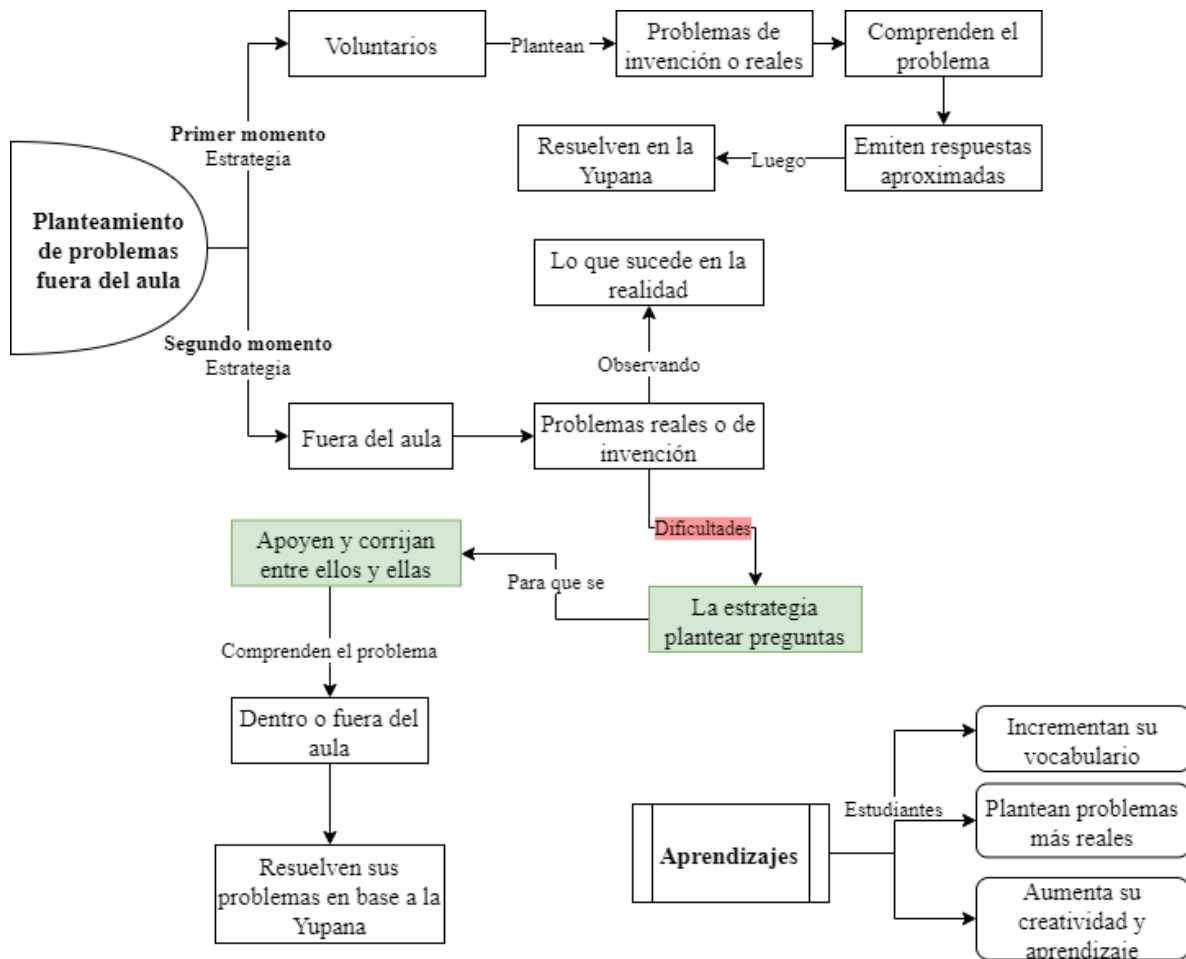 Voluntarios
Plantean
Problemas de
invención o reales
Comprenden el
problema
Primer momento
Estrategia
Resuelven en la
Yupana
Luego
Emiten respuestas
aproximadas
Planteamiento
de problemas
fuera del aula
Lo que sucede en la
realidad
Segundo momento
Estrategia
Observando
Fuera del aula
Problemas reales o de
invención
Dificultades
Apoyen y corrijan
entre ellos y ellas
Para que se
La estrategia
plantear preguntas
Comprenden el problema
Dentro o fuera del
aula
Resuelven sus
problemas en base a la
Yupana
Aprendizajes
Estudiantes
Incrementan su
vocabulario
Plantean problemas
más reales
Aumenta su
creatividad y
aprendizaje